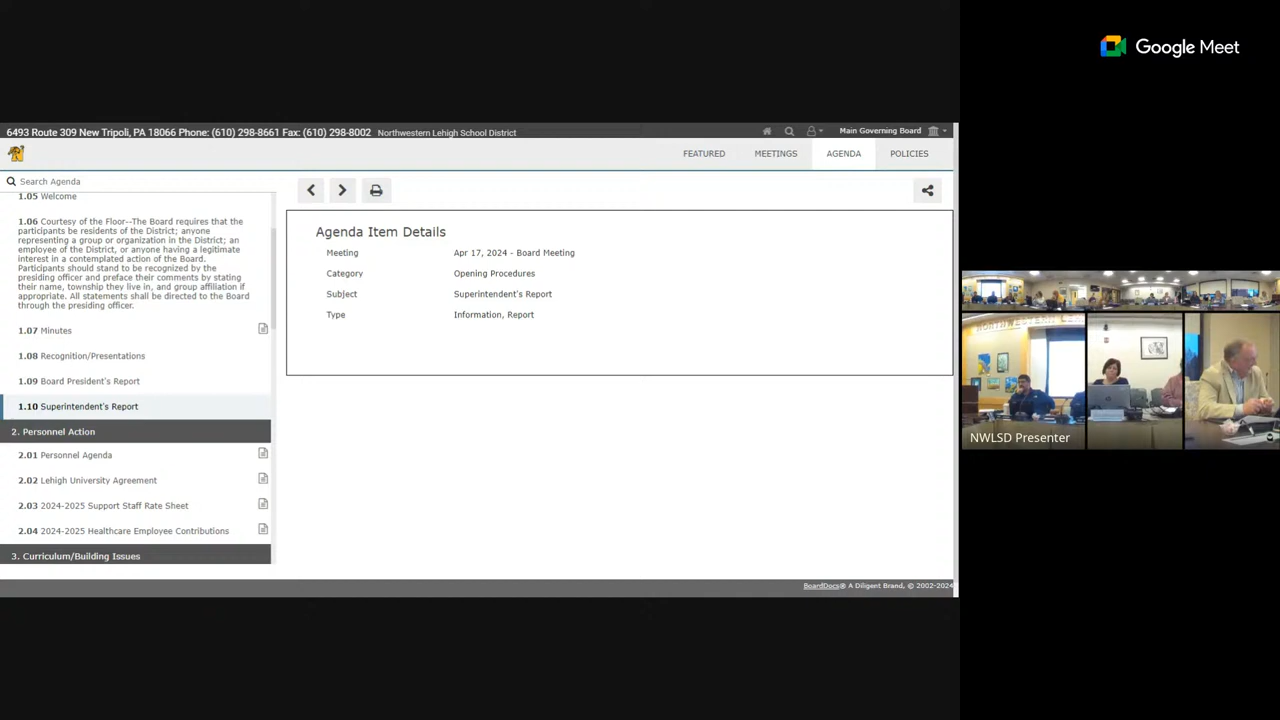 Google Meet
6493 Route 309 New Tripoli, PA 18066 Phone: (610) 298-8661 Fax: (610) 298-8002 Northwestern Lehigh School District
Main Governing Board
FEATURED MEETINGS AGENDA POLICIES
Search Agenda
1.05 Welcome
1.06 Courtesy of the Floor--The Board requires that the
participants be residents of the District; anyone
representing a group or organization in the District; an
employee of the District, or anyone having a legitimate
interest in a contemplated action of the Board.
Participants should stand to be recognized by the
presiding officer and preface their comments by stating
their name, township they live in, and group affiliation if
appropriate. All statements shall be directed to the Board
through the presiding officer.
1.07 Minutes
1.08 Recognition/Presentations
1.09 Board President's Report
1.10 Superintendent's Report
2. Personnel Action
2.01 Personnel Agenda
2.02 Lehigh University Agreement
2.03 2024-2025 Support Staff Rate Sheet
2.04 2024-2025 Healthcare Employee Contributions
3. Curriculum/Building Issues
Agenda Item Details
Meeting Apr 17, 2024 - Board Meeting
Category Opening Procedures
Subject Superintendent's Report
Type Information, Report
BoardDocs® A Diligent Brand, © 2002-2024
NORTHWESTERN
NWLSD Presenter